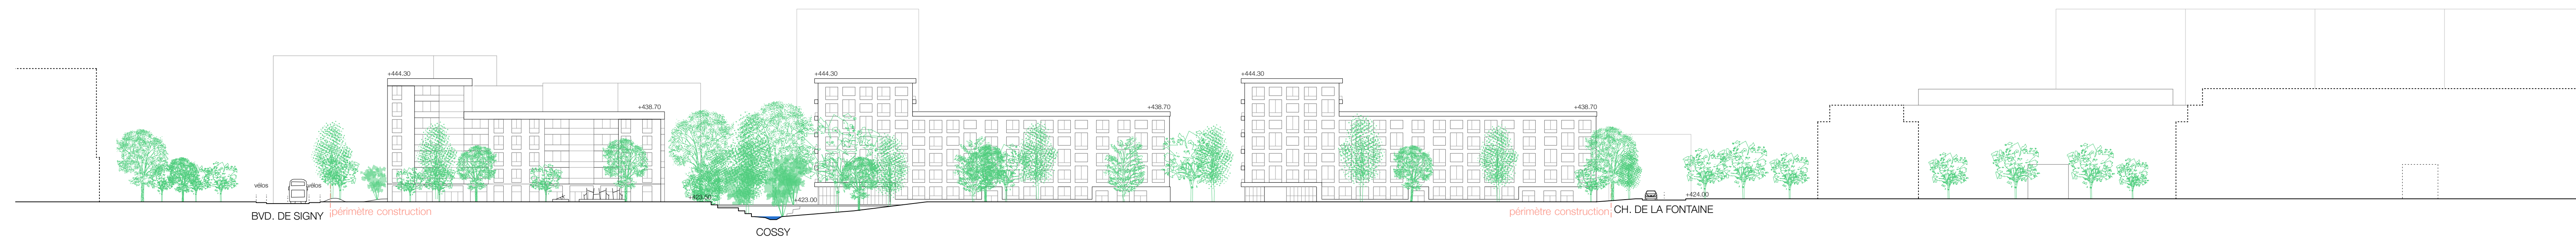 +444.30
+444.30
+444.30
+438.70
+438.70
+438.70
vélos
vélos
+423.50
+423.00
+424.00
BVD. DE SIGNY
périmètre construction
périmètre construction
CH. DE LA FONTAINE
COSSY